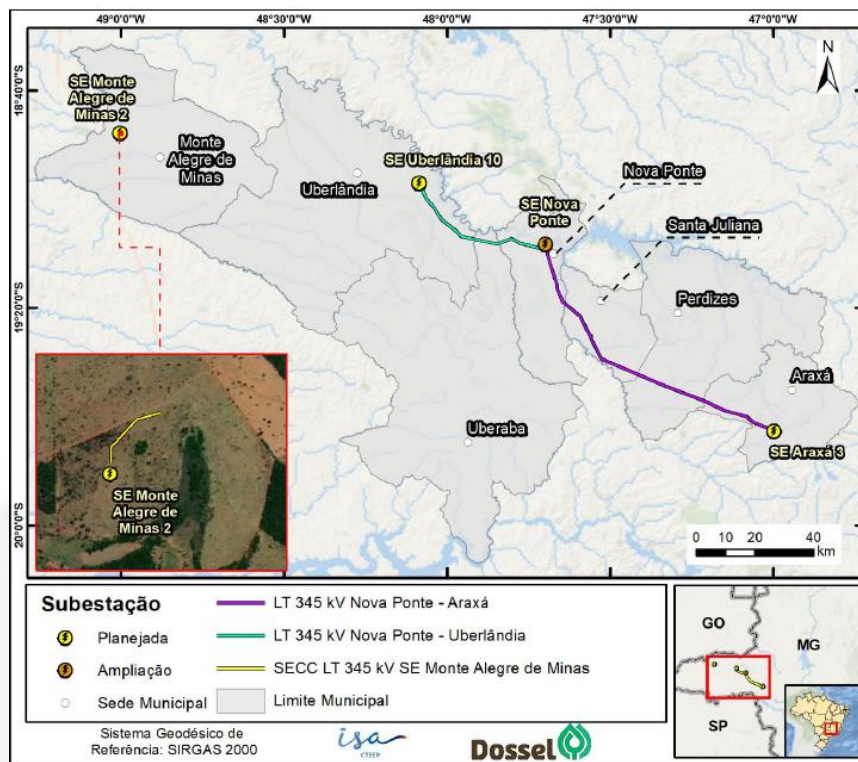 49°0'0"O
48°30'0"O
48°0'0"O
47°30'0"O
47°0'0"O
18°40'0"S
19°20'0"S
20°0'0"S
N
SE Monte
Alegre de
Minas 2
Monte
Alegre de
Minas
Uberlândia
SE Uberlândia 10
SE Nova
Ponte
Nova Ponte
Santa Juliana
Perdizes
Araxá
SE Araxá 3
Uberaba
SE Monte
Alegre de
Minas 2
0 10 20 30 40
km
Subestação
Planejada
Ampliação
Sede Municipal
LT 345 kV Nova Ponte - Araxá
LT 345 kV Nova Ponte - Uberlândia
SECC LT 345 kV SE Monte Alegre de Minas
Limite Municipal
Sistema Geodésico de
Referência: SIRGAS 2000
isa
CTEEP
Dossel
GO
MG
SP